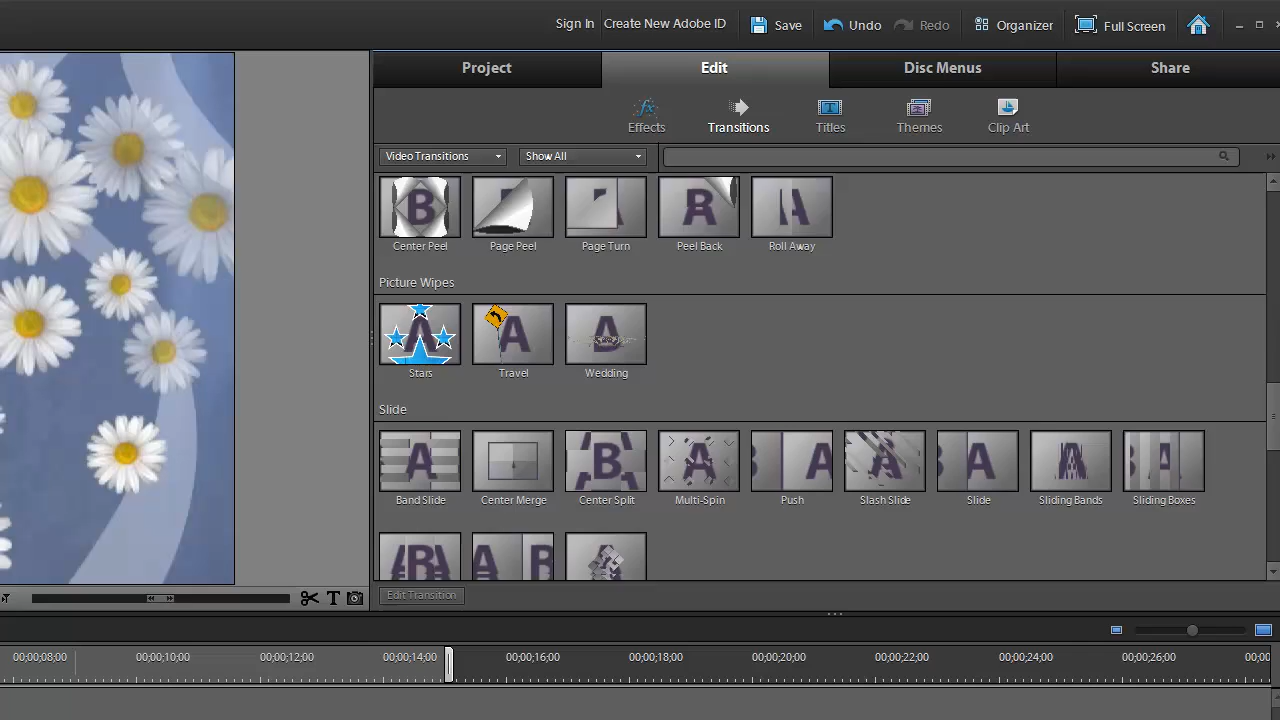 Sign In Create New Adobe ID Save Undo Redo Organizer Full Screen
Project Edit Disc Menus Share
fx
Effects Transitions Titles Themes Clip Art
Video Transitions Show All
Center Peel Page Peel Page Turn Peel Back Roll Away
Picture Wipes
Stars Travel Wedding
Slide
Band Slide Center Merge Center Split Multi-Spin Push Slash Slide Slide Sliding Bands Sliding Boxes
Edit Transition
00;00;08;00 00;00;10;00 00;00;12;00 00;00;14;00 00;00;16;00 00;00;18;00 00;00;20;00 00;00;22;00 00;00;24;00 00;00;26;00 00;00